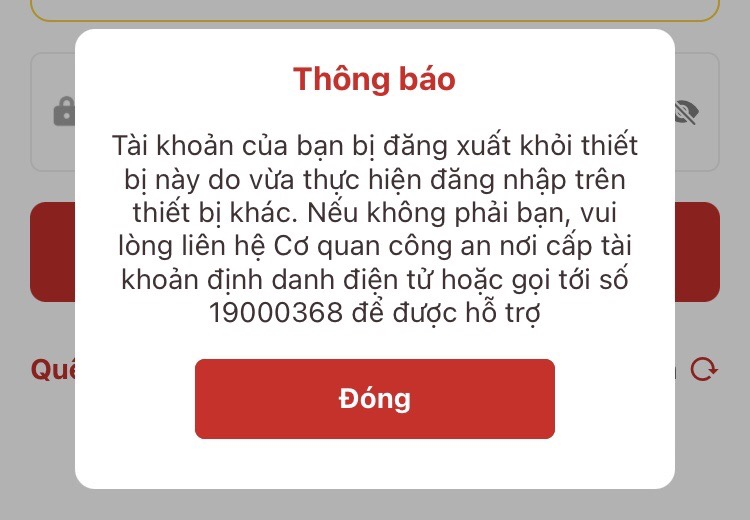 Thông báo
Tài khoản của bạn bị đăng xuất khỏi thiết
bị này do vừa thực hiện đăng nhập trên
thiết bị khác. Nếu không phải bạn, vui
lòng liên hệ Cơ quan công an nơi cấp tài
khoản định danh điện tử hoặc gọi tới số
19000368 để được hỗ trợ
Đóng